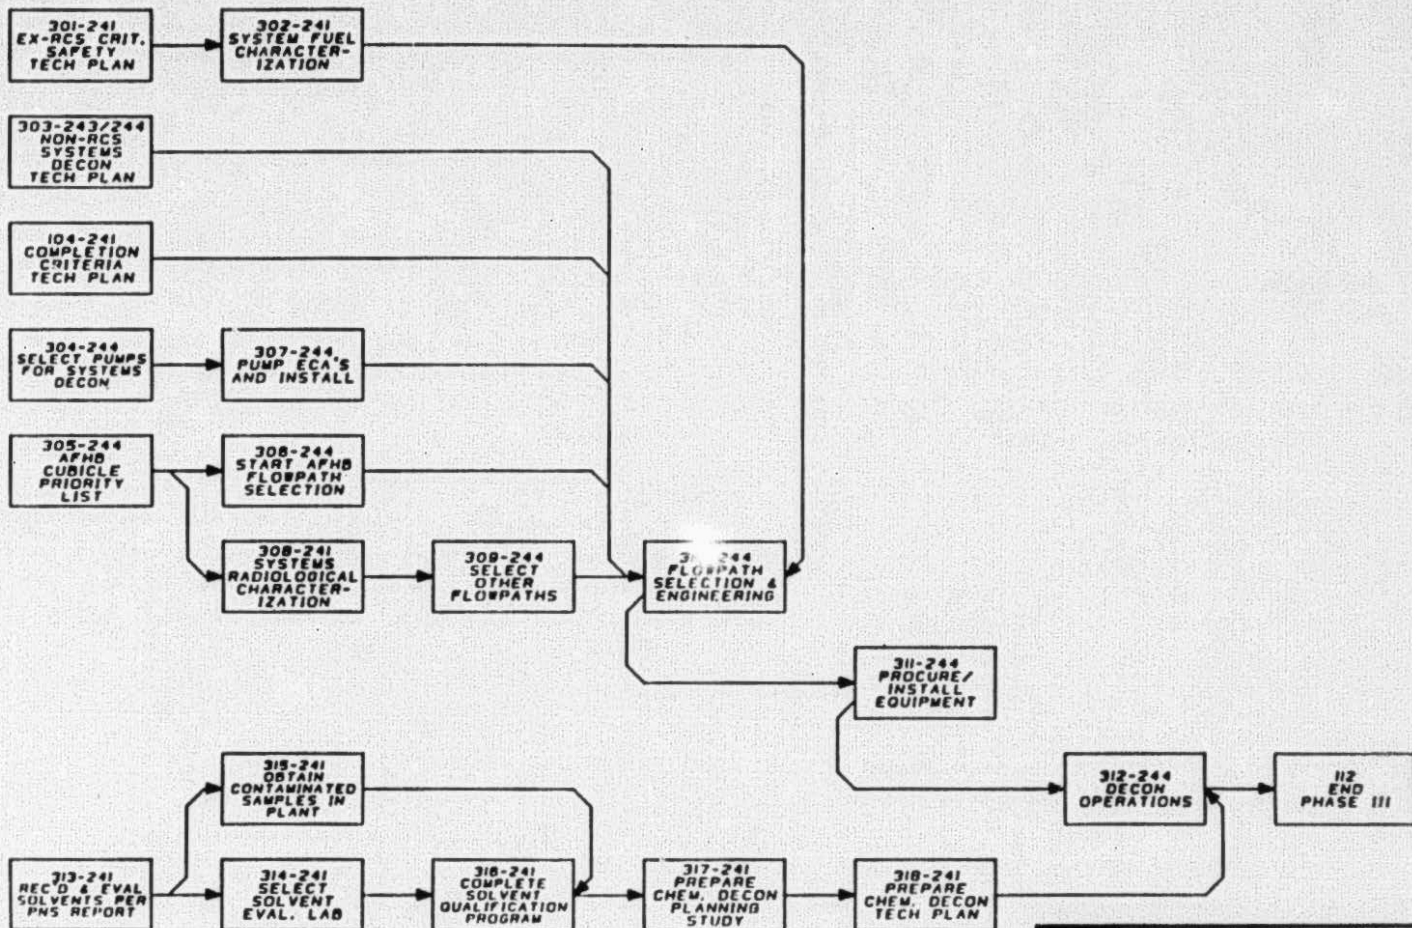 301-241
EX-RCS CRIT.
SAFETY
TECH PLAN
302-241
SYSTEM FUEL
CHARACTER-
IZATION
303-243/244
NON-RCS
SYSTEMS
DECON
TECH PLAN
104-241
COMPLETION
CRITERIA
TECH PLAN
304-244
SELECT PUMPS
FOR SYSTEMS
DECON
307-244
PUMP ECA'S
AND INSTALL
305-244
AFHB
CUBICLE
PRIORITY
LIST
START AFHB
FLOWPATH
SELECTION
308-241
SYSTEMS
RADIOLOGICAL
CHARACTER-
IZATION
309-244
SELECT
OTHER
FLOWPATHS
FLOWPATH
SELECTION &
ENGINEERING
311-244
PROCURE/
INSTALL
EQUIPMENT
315-241
OBTAIN
CONTAMINATED
SAMPLES IN
PLANT
312-244
DECON
OPERATIONS
112
END
PHASE III
313-241
REC'D & EVAL
SOLVENTS PER
PNS REPORT
314-241
SELECT
SOLVENT
EVAL. LAB
316-241
COMPLETE
SOLVENT
QUALIFICATION
PROGRAM
317-241
PREPARE
CHEM. DECON
PLANNING
STUDY
318-241
PREPARE
CHEM. DECON
TECH PLAN